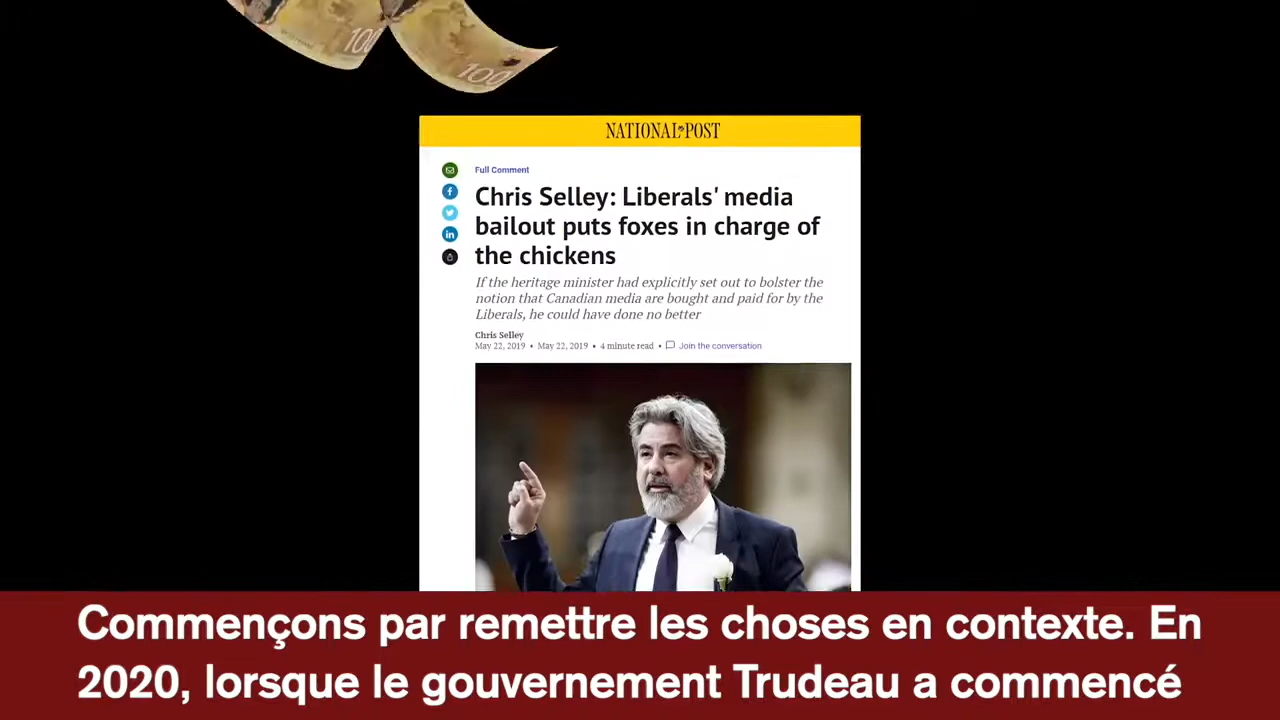 100
100
NATIONAL POST
Full Comment
Chris Selley: Liberals' media
bailout puts foxes in charge of
the chickens
If the heritage minister had explicitly set out to bolster the
notion that Canadian media are bought and paid for by the
Liberals, he could have done no better
Chris Selley
May 22, 2019 • May 22, 2019 • 4 minute read • Join the conversation
Commençons par remettre les choses en contexte. En
2020, lorsque le gouvernement Trudeau a commencé